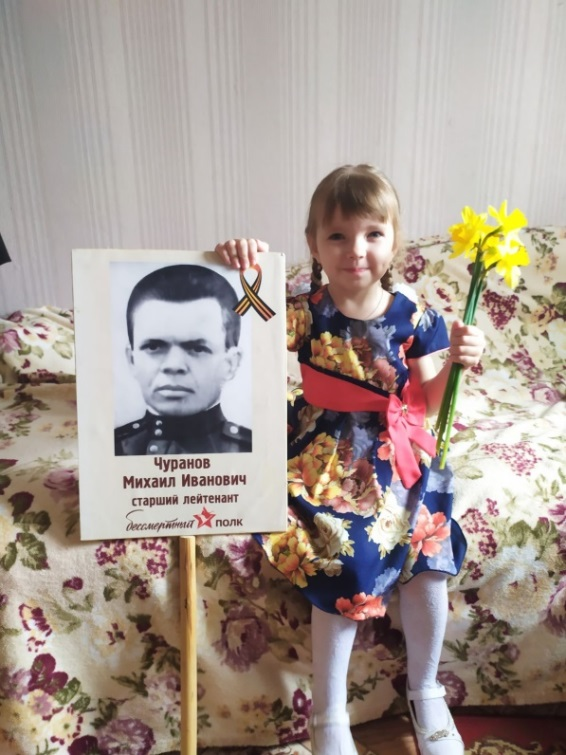 Чуранов
Михаил Иванович
старший лейтенант
бессмертный полк